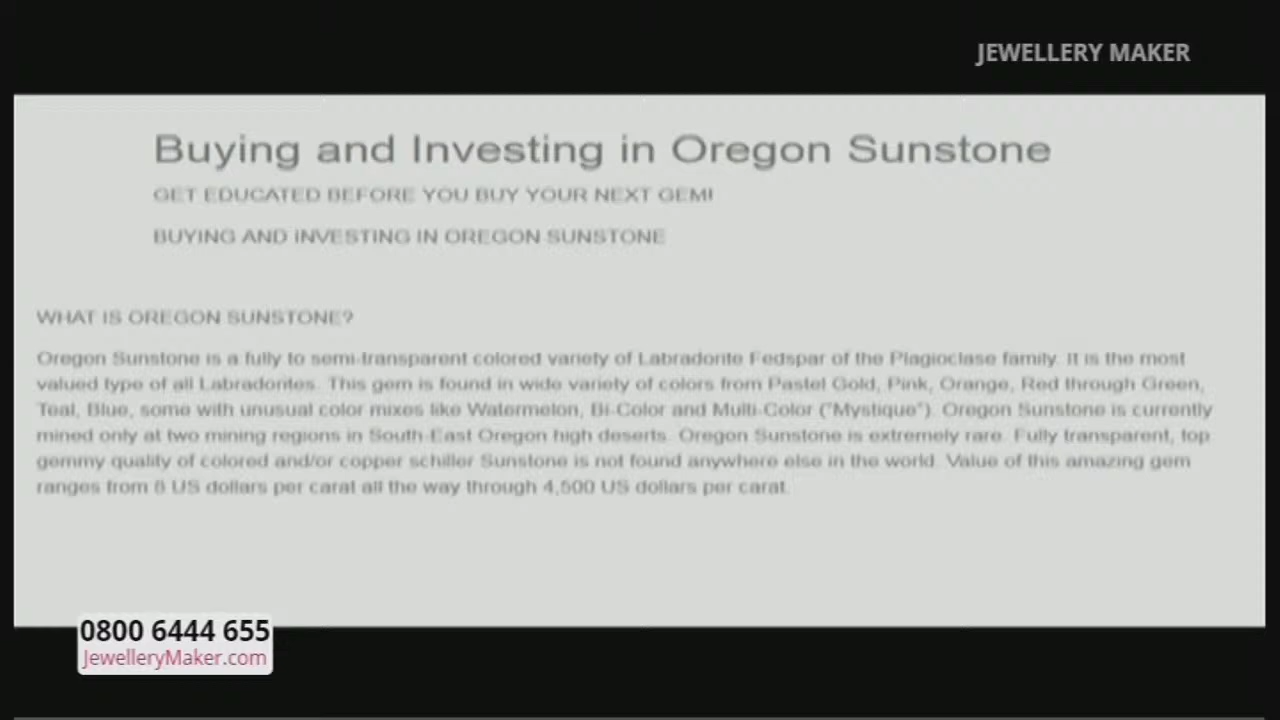 JEWELLERY MAKER
Buying and Investing in Oregon Sunstone
GET EDUCATED BEFORE YOU BUY YOUR NEXT GEM!
BUYING AND INVESTING IN OREGON SUNSTONE
WHAT IS OREGON SUNSTONE?
Oregon Sunstone is a fully to semi-transparent colored variety of Labradorite Fedspar of the Plagioclase family. It is the most
valued type of all Labradorites. This gem is found in wide variety of colors from Pastel Gold, Pink, Orange, Red through Green,
Teal, Blue, some with unusual color mixes like Watermelon, Bi-Color and Multi-Color ("Mystique"). Oregon Sunstone is currently
mined only at two mining regions in South-East Oregon high deserts. Oregon Sunstone is extremely rare. Fully transparent, top
gemmy quality of colored and/or copper schiller Sunstone is not found anywhere else in the world. Value of this amazing gem
ranges from US dollars per carat all the way through 4,500 US dollars per carat.
0800 6444 655
JewelleryMaker.com